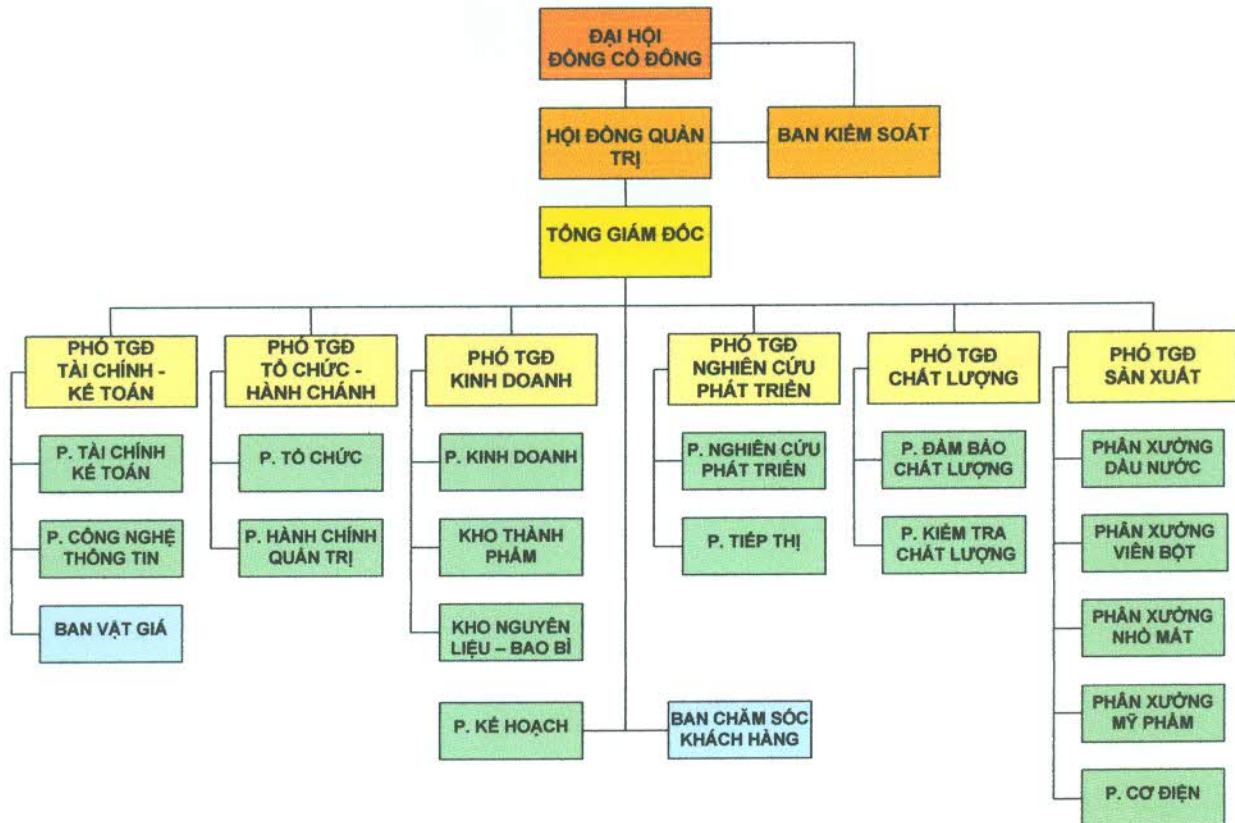 ĐẠI HỘI
ĐỒNG CỔ ĐÔNG
HỘI ĐỒNG QUẢN
TRỊ
BAN KIỂM SOÁT
TỔNG GIÁM ĐỐC
PHÓ TGĐ
TÀI CHÍNH -
KẾ TOÁN
PHÓ TGĐ
TỔ CHỨC -
HÀNH CHÁNH
PHÓ TGĐ
KINH DOANH
PHÓ TGĐ
NGHIÊN CỨU
PHÁT TRIỂN
PHÓ TGĐ
CHẤT LƯỢNG
PHÓ TGĐ
SẢN XUẤT
P. TÀI CHÍNH
KẾ TOÁN
P. TỔ CHỨC
P. KINH DOANH
P. NGHIÊN CỨU
PHÁT TRIỂN
P. ĐẢM BẢO
CHẤT LƯỢNG
PHÂN XƯỞNG
DẦU NƯỚC
P. CÔNG NGHỆ
THÔNG TIN
P. HÀNH CHÍNH
QUẢN TRỊ
KHO THÀNH
PHẨM
P. TIẾP THỊ
P. KIỂM TRA
CHẤT LƯỢNG
PHÂN XƯỞNG
VIÊN BỘT
BAN VẬT GIÁ
KHO NGUYÊN
LIỆU – BAO BÌ
PHÂN XƯỞNG
NHỎ MẮT
P. KẾ HOẠCH
BAN CHĂM SÓC
KHÁCH HÀNG
PHÂN XƯỞNG
MỸ PHẨM
P. CƠ ĐIỆN